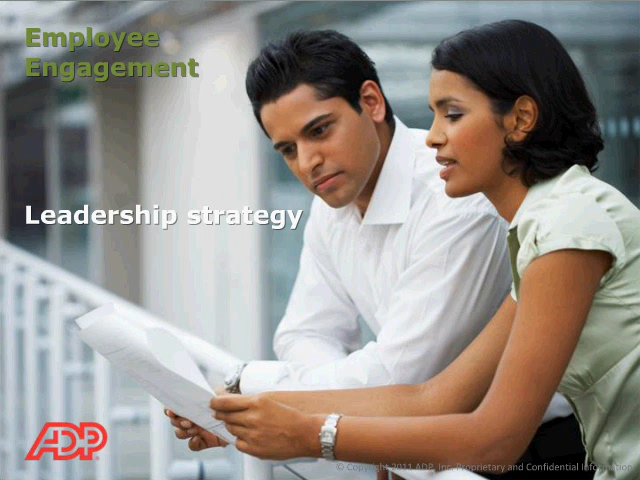 Employee
Engagement
Leadership strategy
ADP
© Copyright 2011 ADP, Inc. Proprietary and Confidential Information